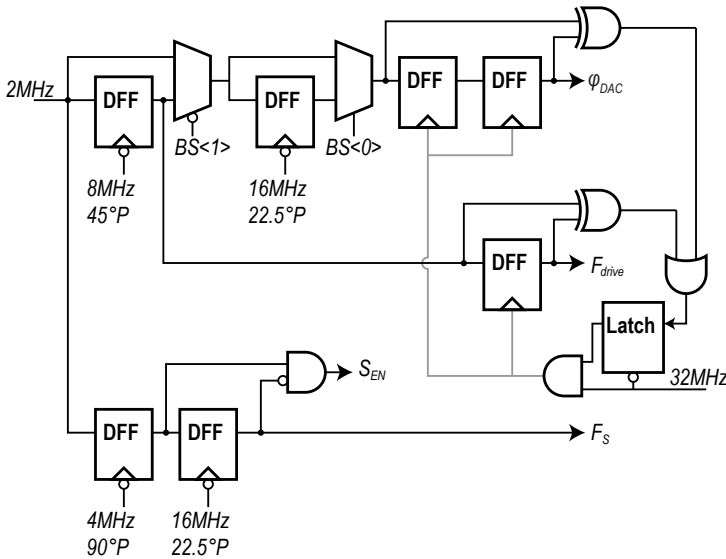 2MHz
DFF
BS<1>
DFF
BS<0>
DFF
DFF
φDAC
8MHz
45°P
16MHz
22.5°P
DFF
Fdrive
Latch
32MHz
SEN
DFF
DFF
FS
4MHz
90°P
16MHz
22.5°P